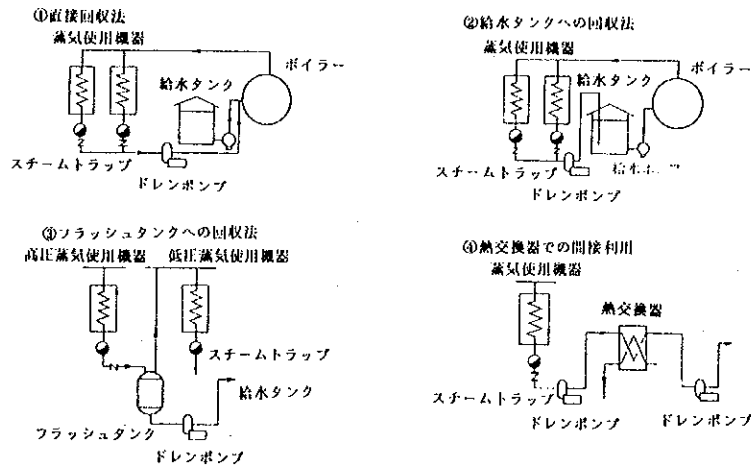 ①直接回収法
蒸気使用機器
ボイラー
給水タンク
スチームトラップ
ドレンポンプ
②給水タンクへの回収法
蒸気使用機器
ボイラー
給水タンク
スチームトラップ
ドレンポンプ
③フラッシュタンクへの回収法
高圧蒸気使用機器 低圧蒸気使用機器
スチームトラップ
給水タンク
フラッシュタンク
ドレンポンプ
④熱交換器での間接利用
蒸気使用機器
熱交換器
スチームトラップ
ドレンポンプ
ドレンポンプ